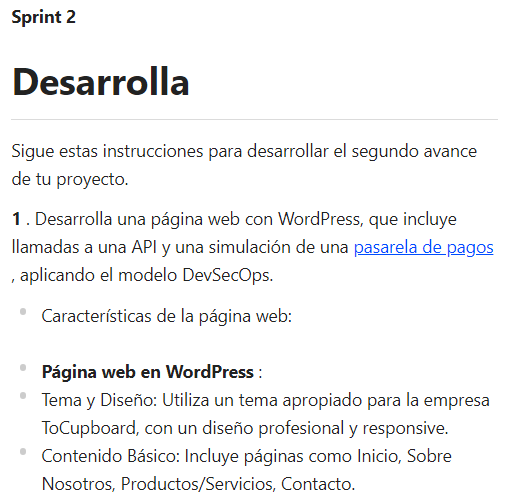 Sprint 2
Desarrolla
Sigue estas instrucciones para desarrollar el segundo avance
de tu proyecto.
1 . Desarrolla una página web con WordPress, que incluye
llamadas a una API y una simulación de una pasarela de pagos
, aplicando el modelo DevSecOps.
Características de la página web:
Página web en WordPress :
Tema y Diseño: Utiliza un tema apropiado para la empresa
ToCupboard, con un diseño profesional y responsive.
Contenido Básico: Incluye páginas como Inicio, Sobre
Nosotros, Productos/Servicios, Contacto.